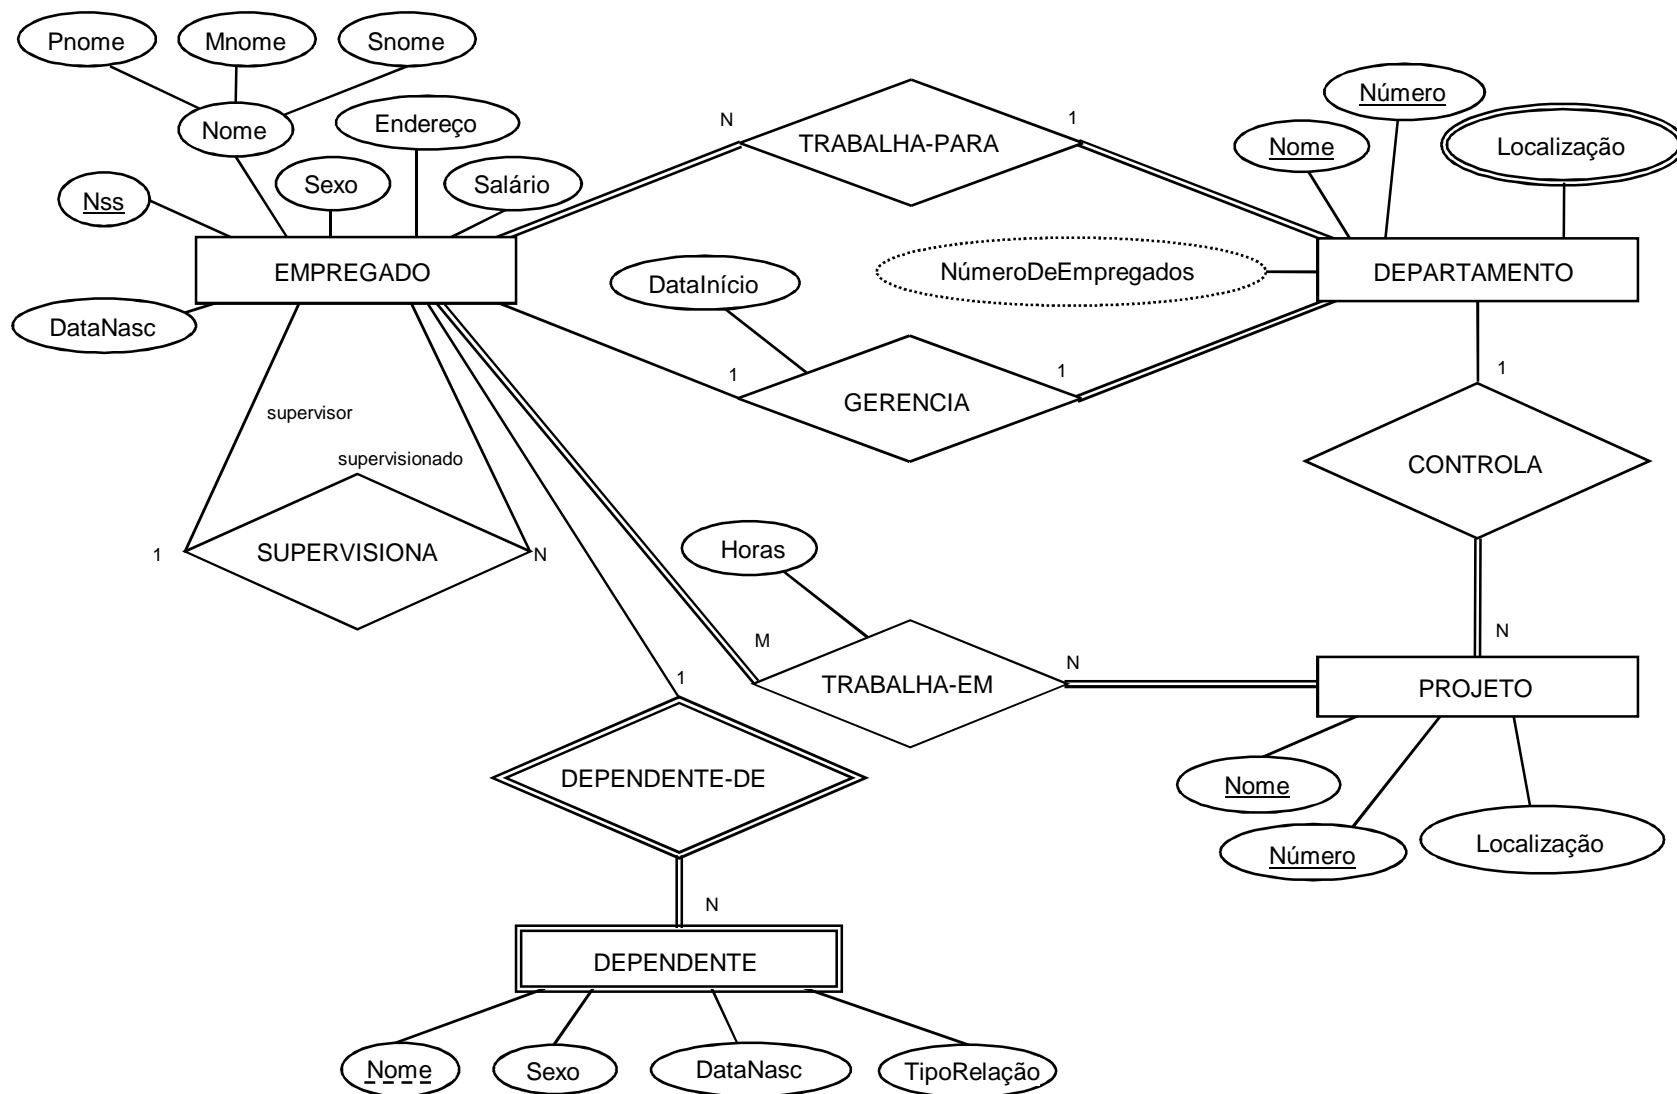 Pnome
Mnome
Snome
Nome
Endereço
Sexo
Salário
Nss
EMPREGADO
DataNasc
N
TRABALHA-PARA
1
Número
Nome
Localização
NúmeroDeEmpregados
DEPARTAMENTO
DataInício
1
GERENCIA
1
1
CONTROLA
N
supervisor
supervisionado
1
SUPERVISIONA
N
Horas
M
TRABALHA-EM
N
PROJETO
Nome
Número
Localização
1
DEPENDENTE-DE
N
DEPENDENTE
Nome
Sexo
DataNasc
TipoRelação